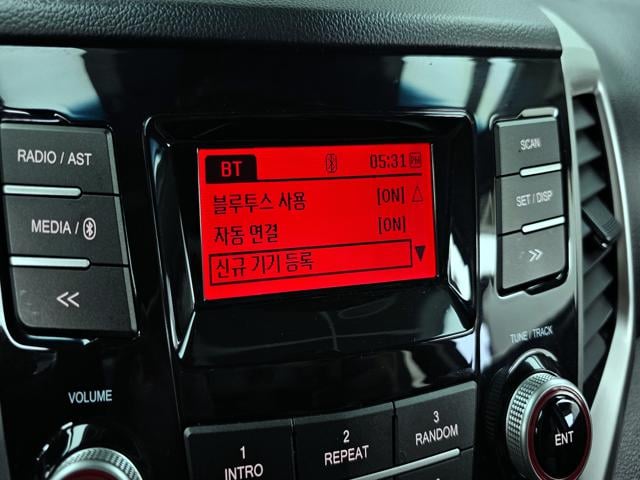 RADIO / AST
MEDIA /
<<
VOLUME
BT 05:31 PM
블루투스 사용 [ON] △
자동 연결 [ON]
신규 기기 등록 ▼
SCAN
SET / DISP
>>
TUNE / TRACK
ENT
1
INTRO
2
REPEAT
3
RANDOM